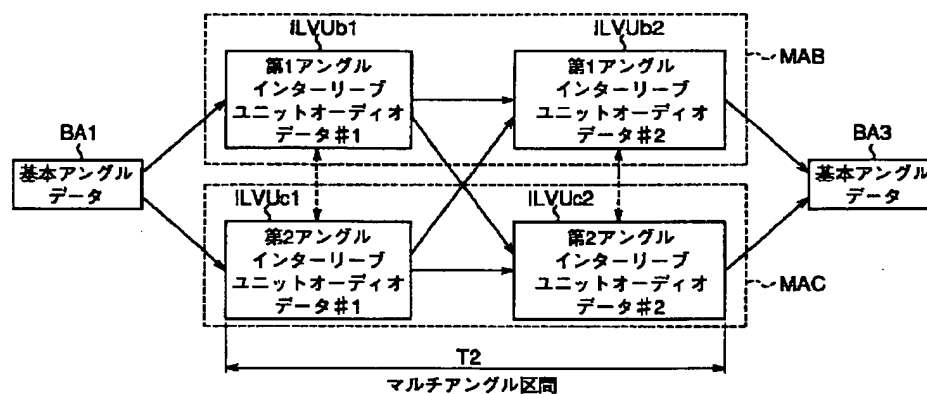 ILVUb1
ILVUb2
第1アングル
インターリーブ
ユニットオーディオ
データ#1
第1アングル
インターリーブ
ユニットオーディオ
データ#2
MAB
BA1
基本アングル
データ
BA3
基本アングル
データ
ILVUc1
ILVUc2
第2アングル
インターリーブ
ユニットオーディオ
データ#1
第2アングル
インターリーブ
ユニットオーディオ
データ#2
MAC
T2
マルチアングル区間